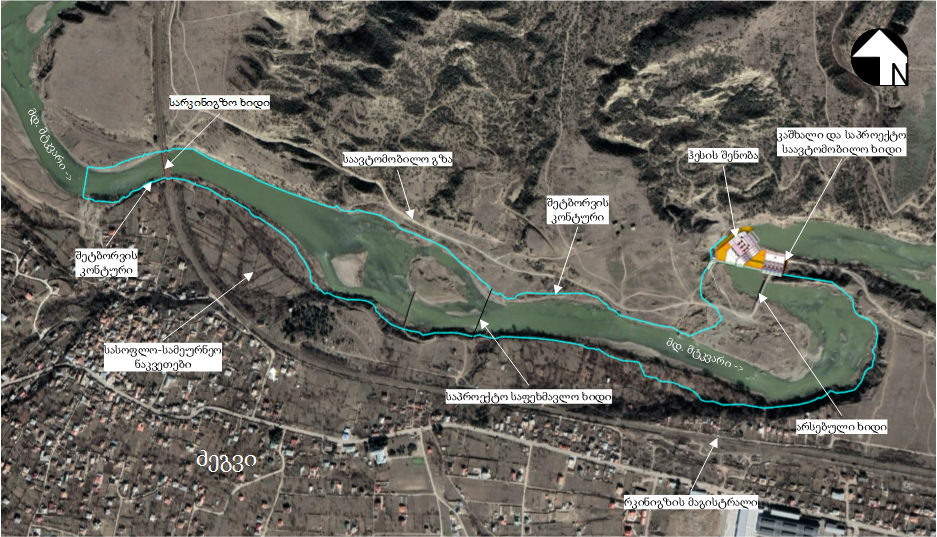 N
სარკინიგზო ხიდი
მდ. მტკვარი ->
კაშხალი და საპროექტო
საავტომობილო ხიდი
საავტომობილო გზა
ჰესის შენობა
შეტბორვის
კონტური
შეტბორვის
კონტური
სასოფლო-სამეურნეო
ნაკვეთები
მდ. მტკვარი ->
საპროექტო საფეხმავლო ხიდი
არსებული ხიდი
მეგვი
რკინიგზის მაგისტრალი